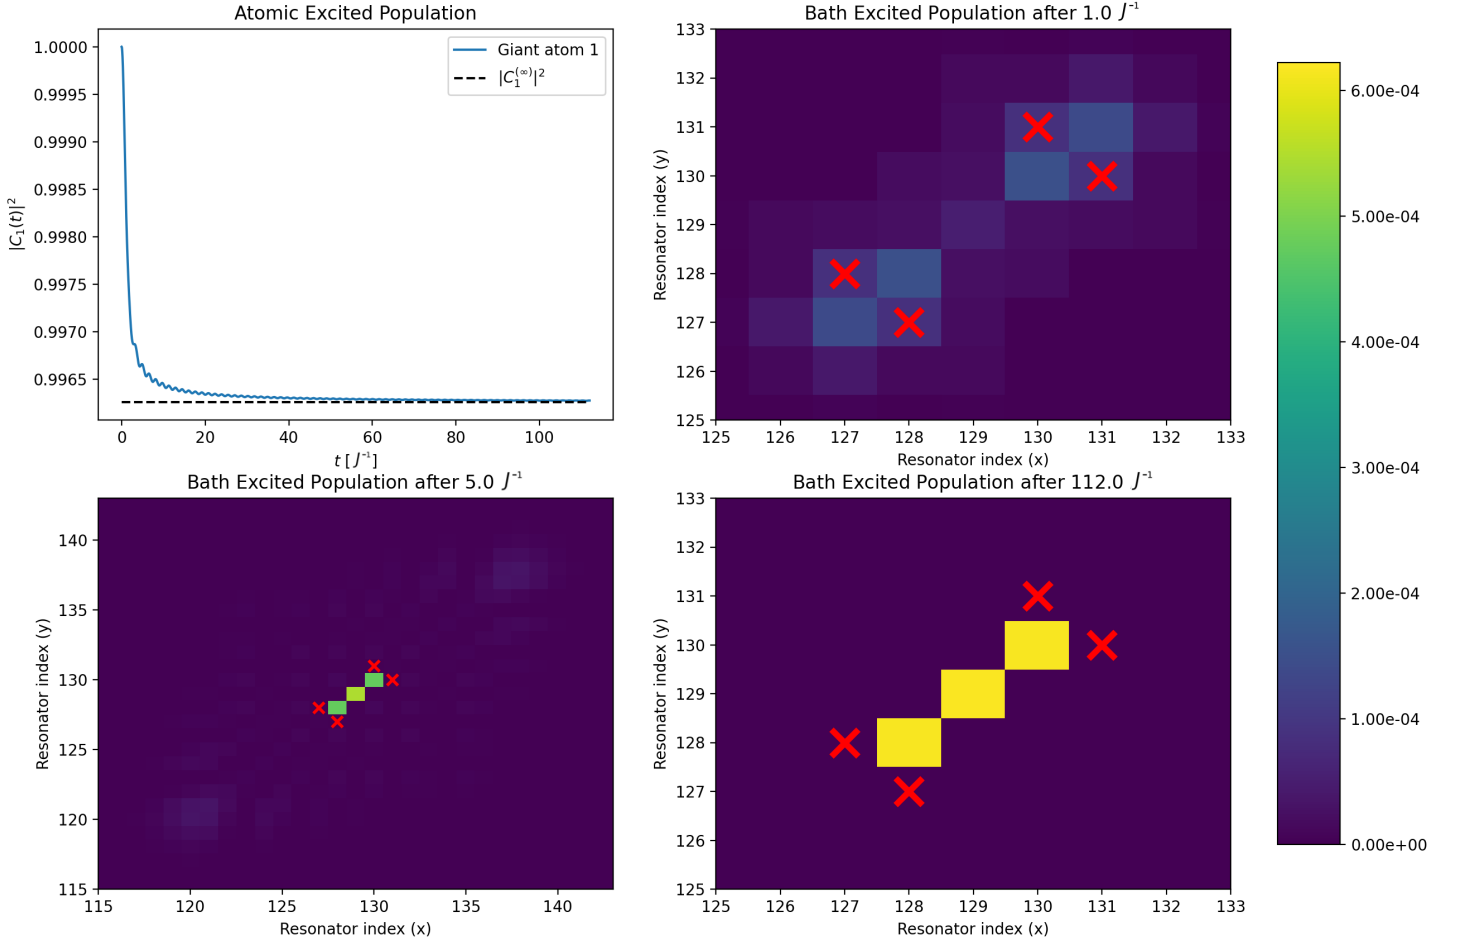 Atomic Excited Population
1.0000
0.9995
0.9990
0.9985
0.9980
0.9975
0.9970
0.9965
|C₁(t)|²
Giant atom 1
|C₁^(∞)|²
0 20 40 60 80 100
t [ J⁻¹]
Bath Excited Population after 1.0 J⁻¹
133
132
131
130
129
128
127
126
125
Resonator index (y)
125 126 127 128 129 130 131 132 133
Resonator index (x)
6.00e-04
5.00e-04
4.00e-04
3.00e-04
2.00e-04
1.00e-04
0.00e+00
Bath Excited Population after 5.0 J⁻¹
140
135
130
125
120
115
Resonator index (y)
115 120 125 130 135 140
Resonator index (x)
Bath Excited Population after 112.0 J⁻¹
133
132
131
130
129
128
127
126
125
Resonator index (y)
125 126 127 128 129 130 131 132 133
Resonator index (x)